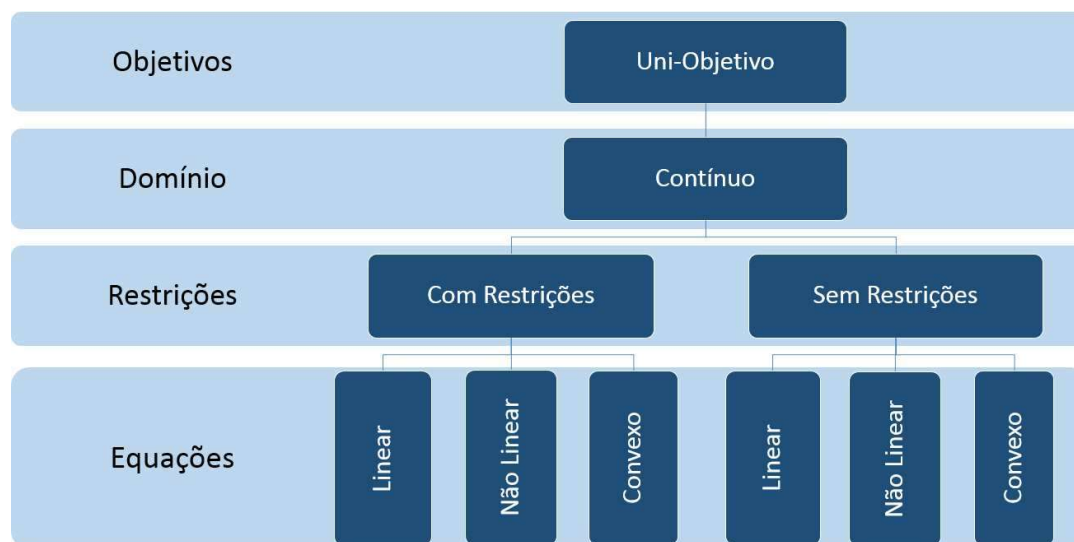 Objetivos
Uni-Objetivo
Domínio
Contínuo
Restrições
Com Restrições
Sem Restrições
Equações
Linear
Não Linear
Convexo
Linear
Não Linear
Convexo